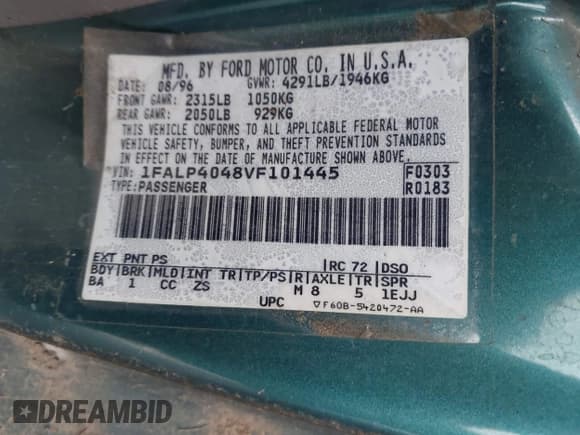 MFD. BY FORD MOTOR CO. IN U.S.A.
DATE: 08/96 GVWR: 4291LB/1946KG
FRONT GAWR: 2315LB 1050KG
REAR GAWR: 2050LB 929KG
THIS VEHICLE CONFORMS TO ALL APPLICABLE FEDERAL MOTOR
VEHICLE SAFETY, BUMPER, AND THEFT PREVENTION STANDARDS
IN EFFECT ON THE DATE OF MANUFACTURE SHOWN ABOVE.
VIN: 1FALP4048VF101445 F0303
TYPE: PASSENGER R0183
EXT PNT PS RC 72 DSO
BDY BRK MLD INT TR TP/PS R AXLE TR SPR
BA 1 CC ZS M 8 5 1EJJ
UPC ▽F60B-5420472-AA
DREAMBID